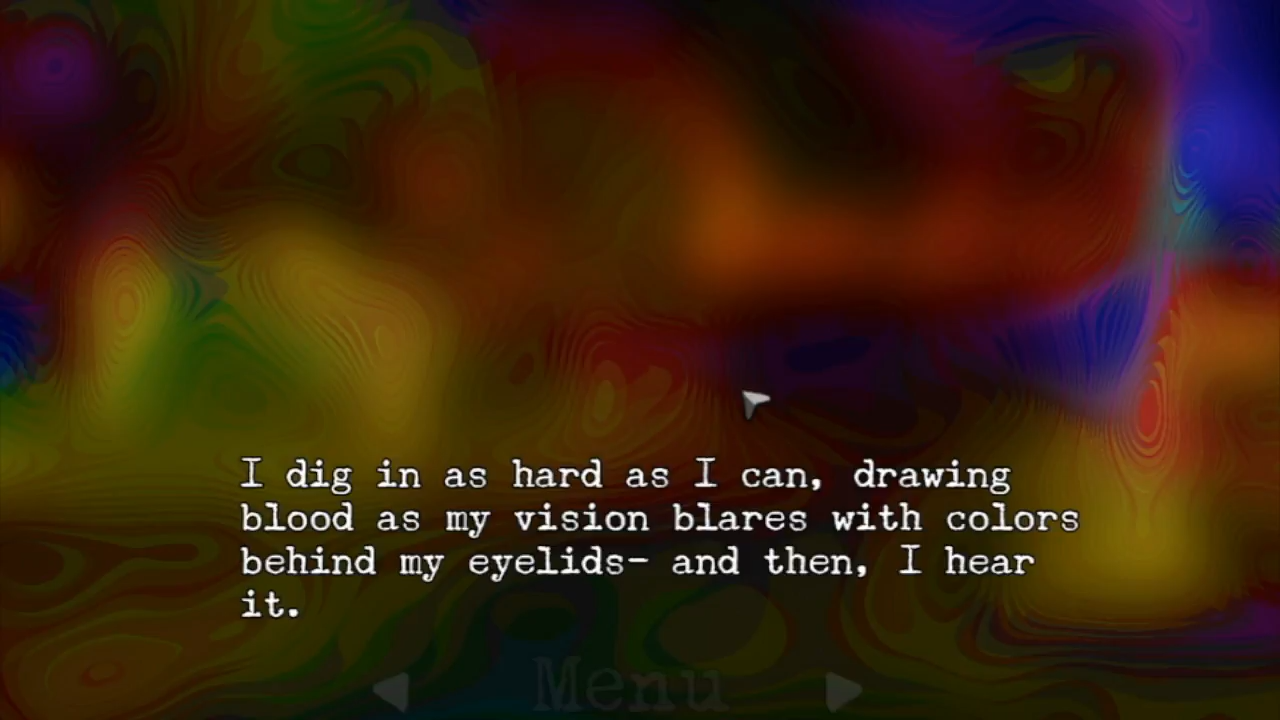 I dig in as hard as I can, drawing
blood as my vision blares with colors
behind my eyelids- and then, I hear
it.
Menu